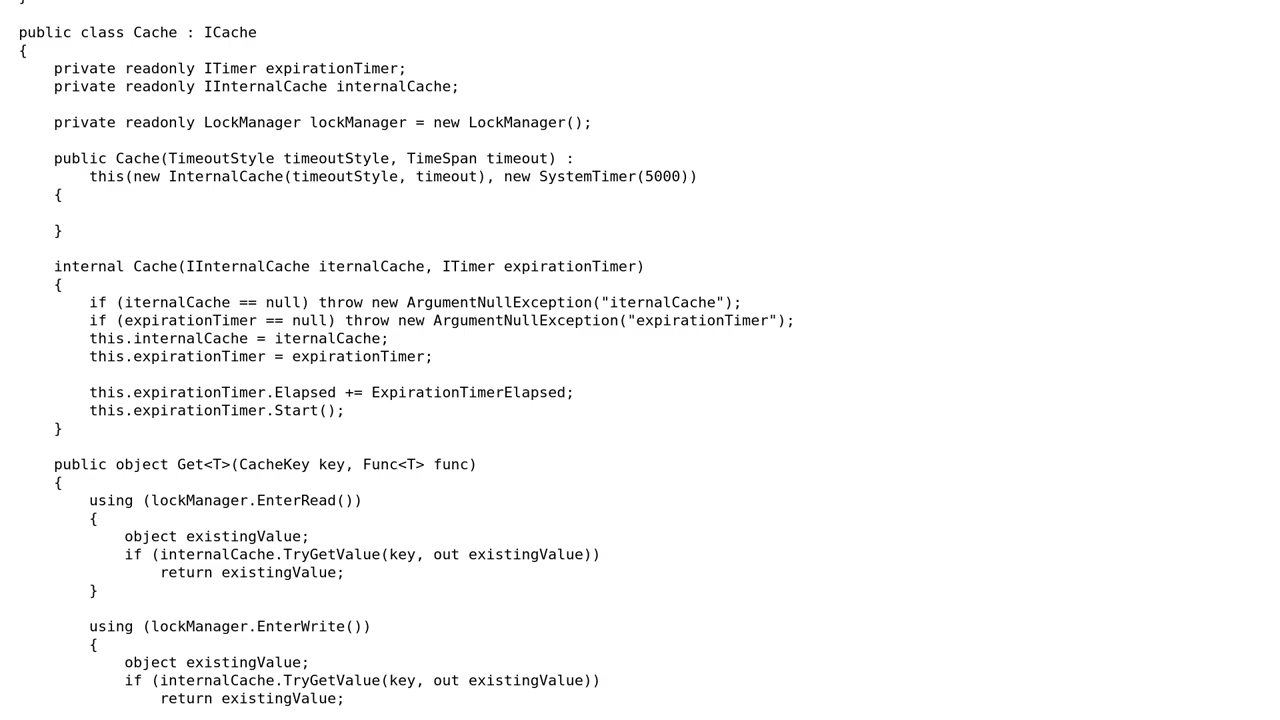 }
public class Cache : ICache
{
    private readonly ITimer expirationTimer;
    private readonly IInternalCache internalCache;

    private readonly LockManager lockManager = new LockManager();

    public Cache(TimeoutStyle timeoutStyle, TimeSpan timeout) :
        this(new InternalCache(timeoutStyle, timeout), new SystemTimer(5000))
    {

    }

    internal Cache(IInternalCache iternalCache, ITimer expirationTimer)
    {
        if (iternalCache == null) throw new ArgumentNullException("iternalCache");
        if (expirationTimer == null) throw new ArgumentNullException("expirationTimer");
        this.internalCache = iternalCache;
        this.expirationTimer = expirationTimer;

        this.expirationTimer.Elapsed += ExpirationTimerElapsed;
        this.expirationTimer.Start();
    }

    public object Get<T>(CacheKey key, Func<T> func)
    {
        using (lockManager.EnterRead())
        {
            object existingValue;
            if (internalCache.TryGetValue(key, out existingValue))
                return existingValue;
        }

        using (lockManager.EnterWrite())
        {
            object existingValue;
            if (internalCache.TryGetValue(key, out existingValue))
                return existingValue;